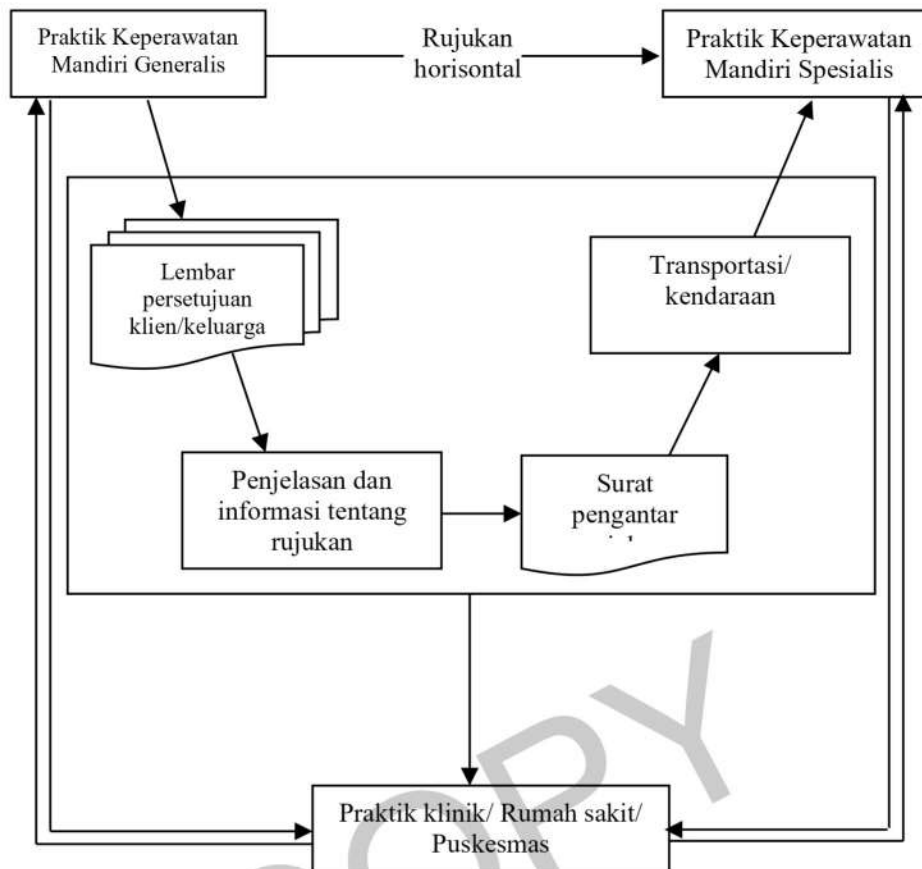 Praktik Keperawatan
Mandiri Generalis
Rujukan
horisontal
Praktik Keperawatan
Mandiri Spesialis
Lembar
persetujuan
klien/keluarga
Transportasi/
kendaraan
Penjelasan dan
informasi tentang
rujukan
Surat
pengantar
Praktik klinik/ Rumah sakit/
Puskesmas
COPY